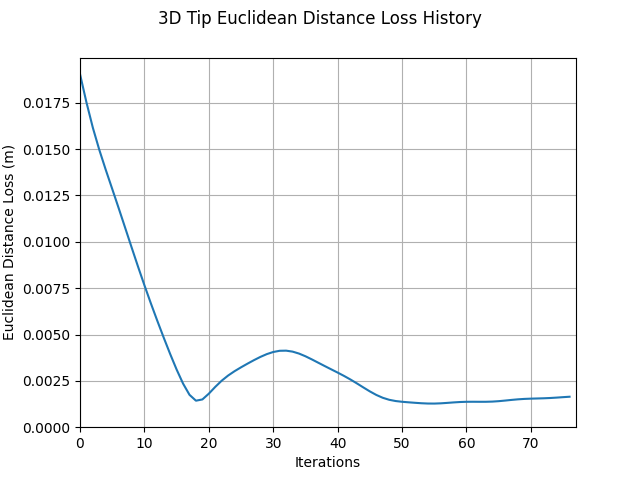 3D Tip Euclidean Distance Loss History
Euclidean Distance Loss (m)
0.0175
0.0150
0.0125
0.0100
0.0075
0.0050
0.0025
0.0000
0 10 20 30 40 50 60 70
Iterations